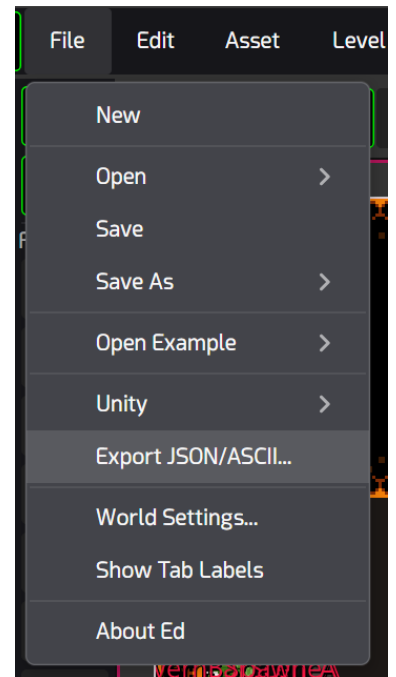 File Edit Asset Level
New
Open
Save
Save As
Open Example
Unity
Export JSON/ASCII...
World Settings...
Show Tab Labels
About Ed